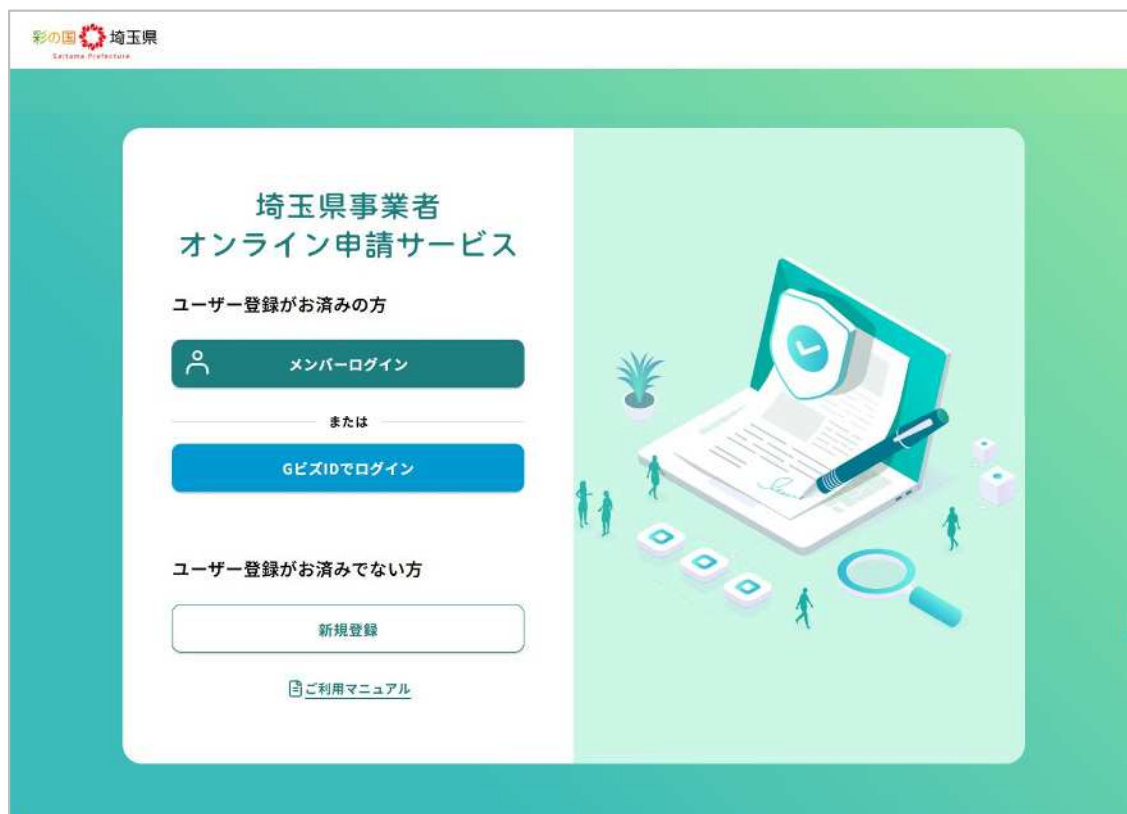 彩の国 埼玉県
Saitama Prefecture
埼玉県事業者
オンライン申請サービス
ユーザー登録がお済みの方
メンバーログイン
または
GビズIDでログイン
ユーザー登録がお済みでない方
新規登録
ご利用マニュアル